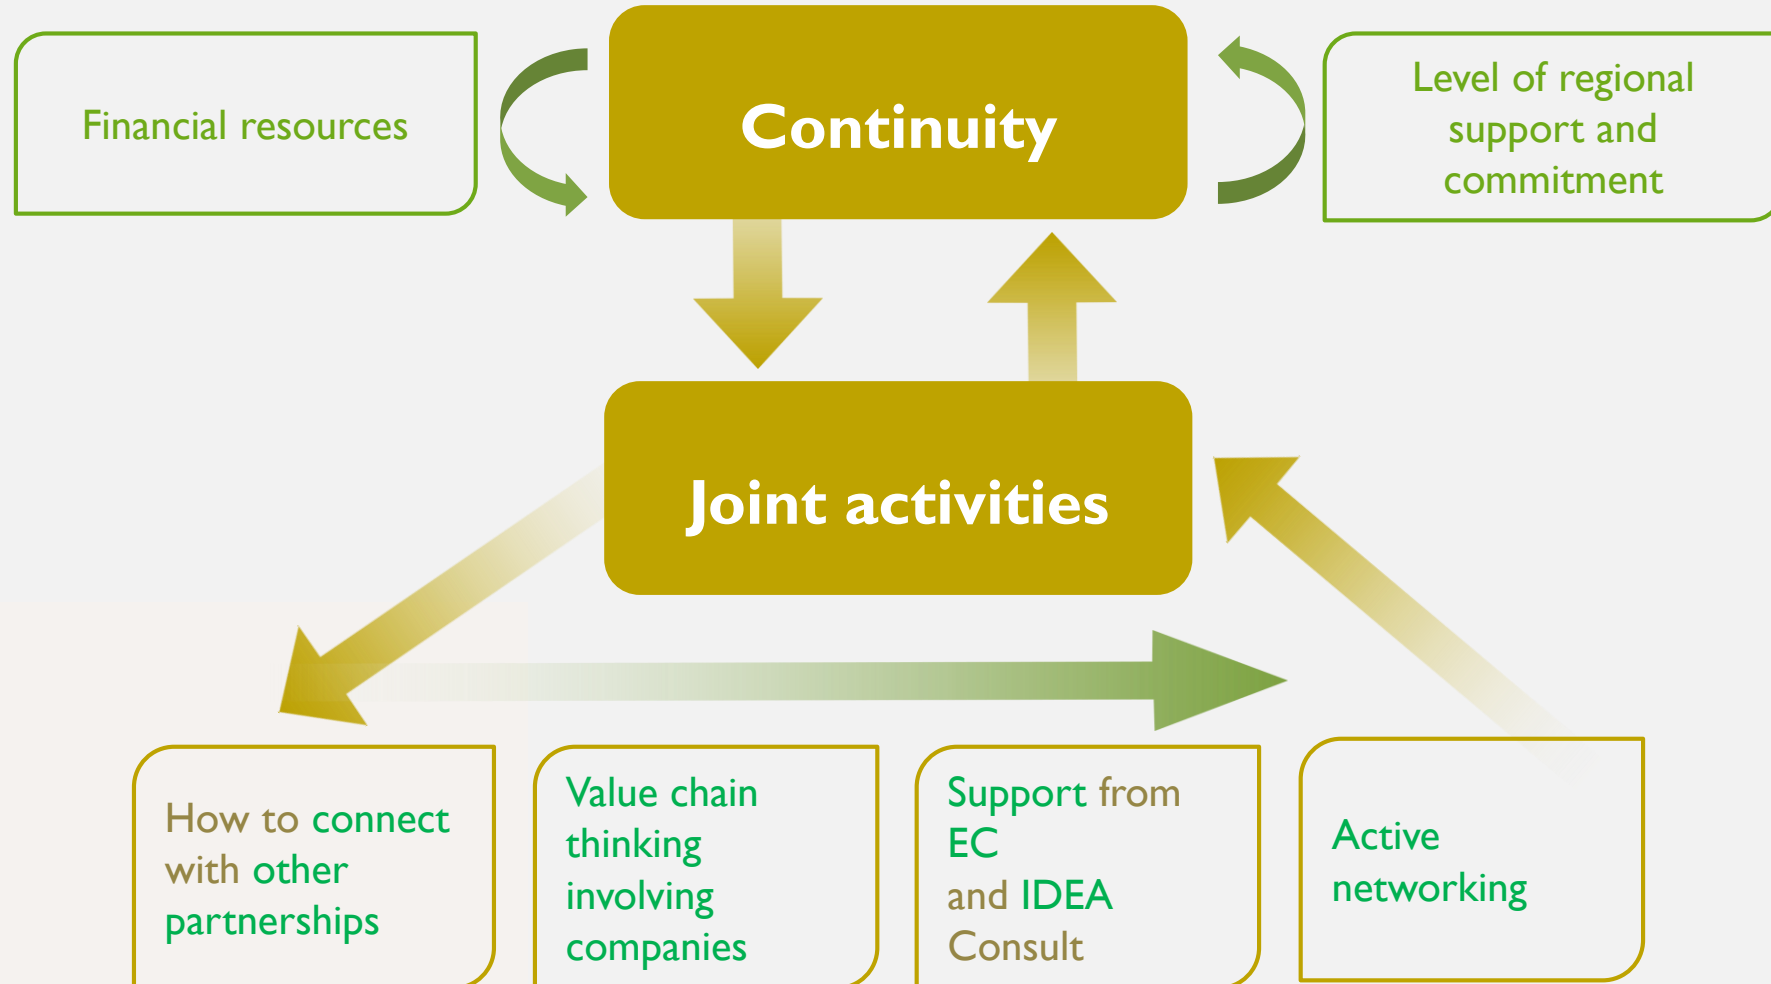 Financial resources
Continuity
Level of regional
support and
commitment
Joint activities
How to connect
with other
partnerships
Value chain
thinking
involving
companies
Support from
EC
and IDEA
Consult
Active
networking